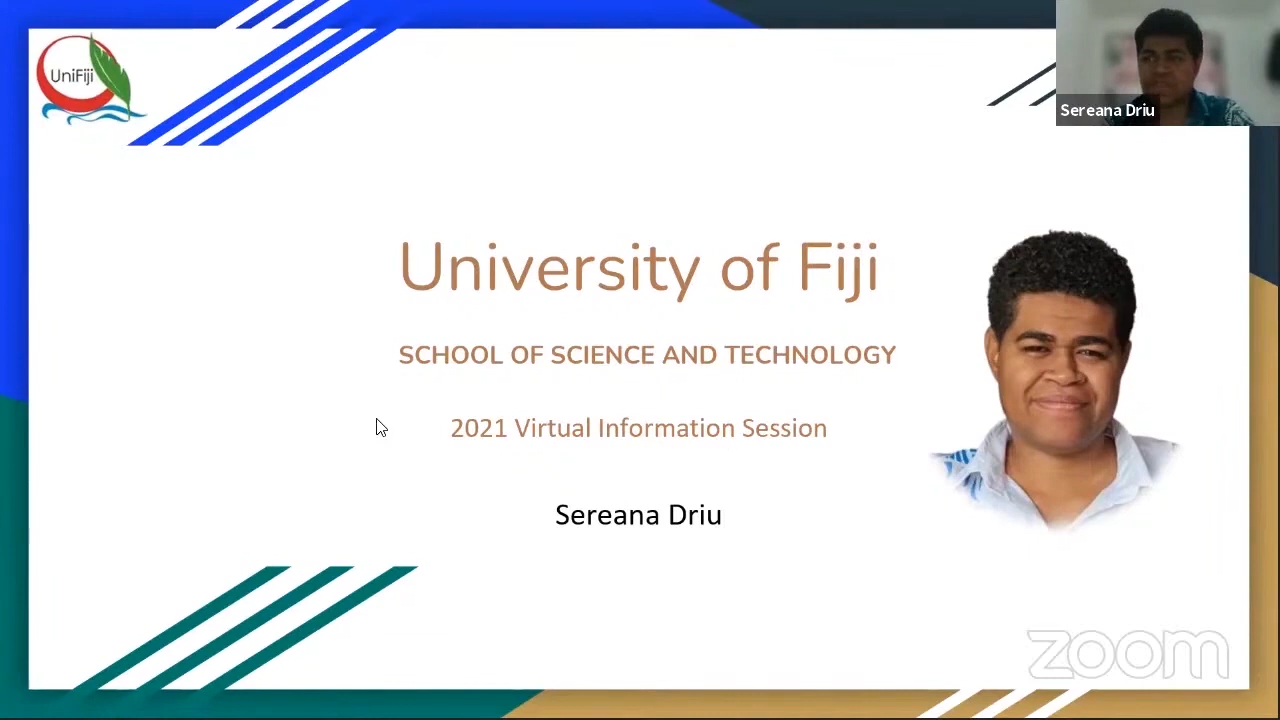 UniFiji
Sereana Driu
University of Fiji
SCHOOL OF SCIENCE AND TECHNOLOGY
2021 Virtual Information Session
Sereana Driu
zoom